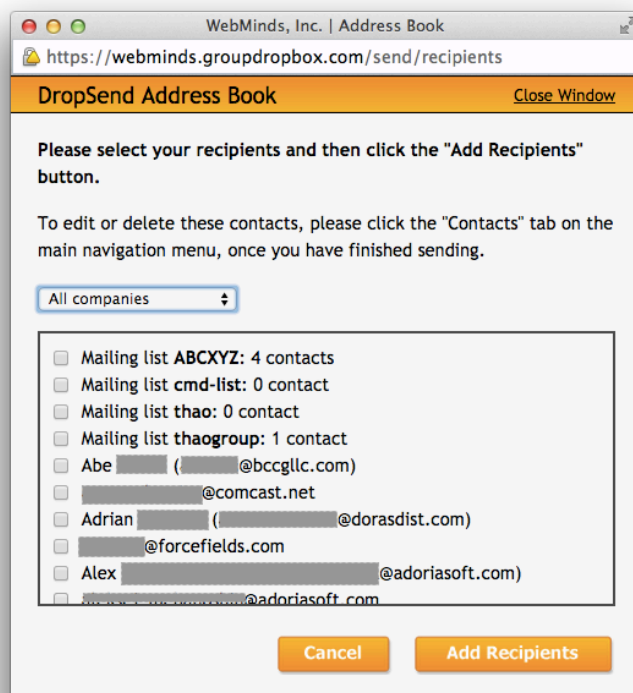 WebMinds, Inc. | Address Book
https://webminds.groupdropbox.com/send/recipients
DropSend Address Book Close Window
Please select your recipients and then click the "Add Recipients"
button.
To edit or delete these contacts, please click the "Contacts" tab on the
main navigation menu, once you have finished sending.
All companies
Mailing list ABCXYZ: 4 contacts
Mailing list cmd-list: 0 contact
Mailing list thao: 0 contact
Mailing list thaogroup: 1 contact
Abe ( @bccgllc.com)
@comcast.net
Adrian ( @dorasdist.com)
@forcefields.com
Alex @adoriasoft.com)
@adoriasoft.com
Cancel Add Recipients